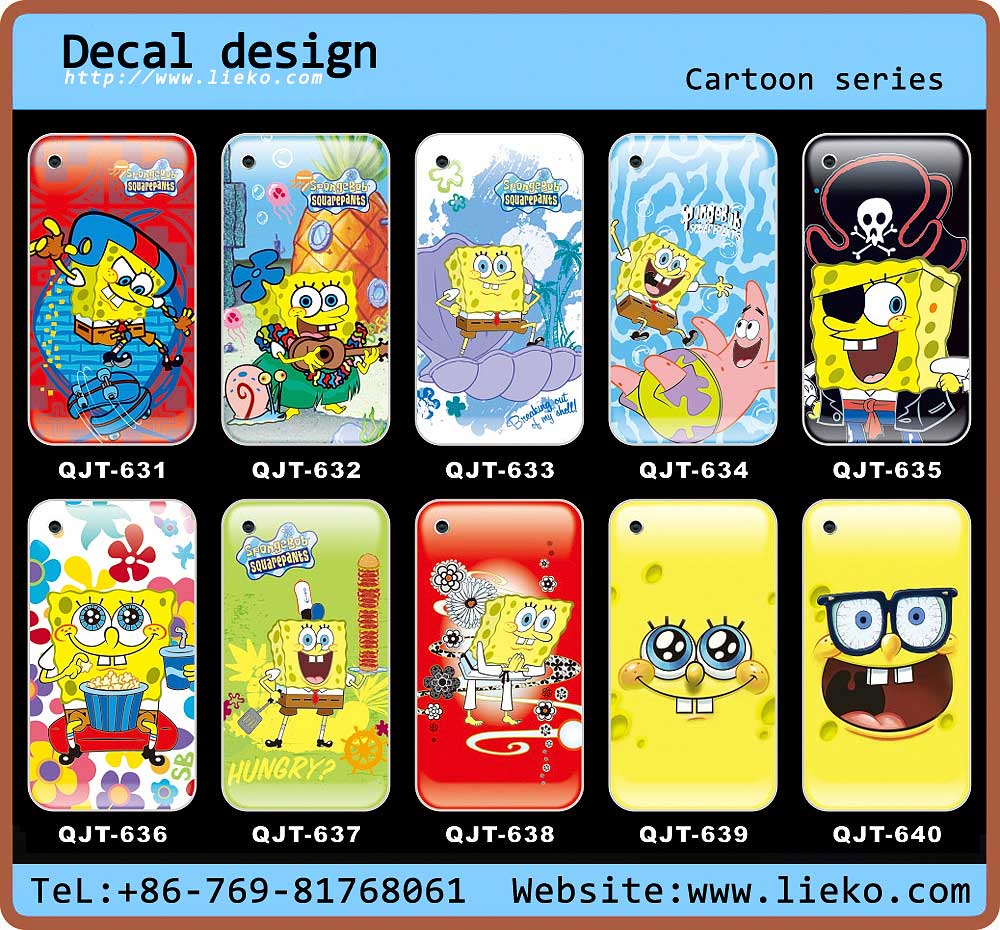 Decal design
http://www.lieko.com
Cartoon series
SpongeBob
SQUAREPANTS
SpongeBob
SQUAREPANTS
SpongeBob
SQUAREPANTS
Breaking out
of my shell!
SpongeBob
SQUAREPANTS
QJT-631 QJT-632 QJT-633 QJT-634 QJT-635
SpongeBob
SQUAREPANTS
HUNGRY?
SB
QJT-636 QJT-637 QJT-638 QJT-639 QJT-640
TeL:+86-769-81768061 Website:www.lieko.com